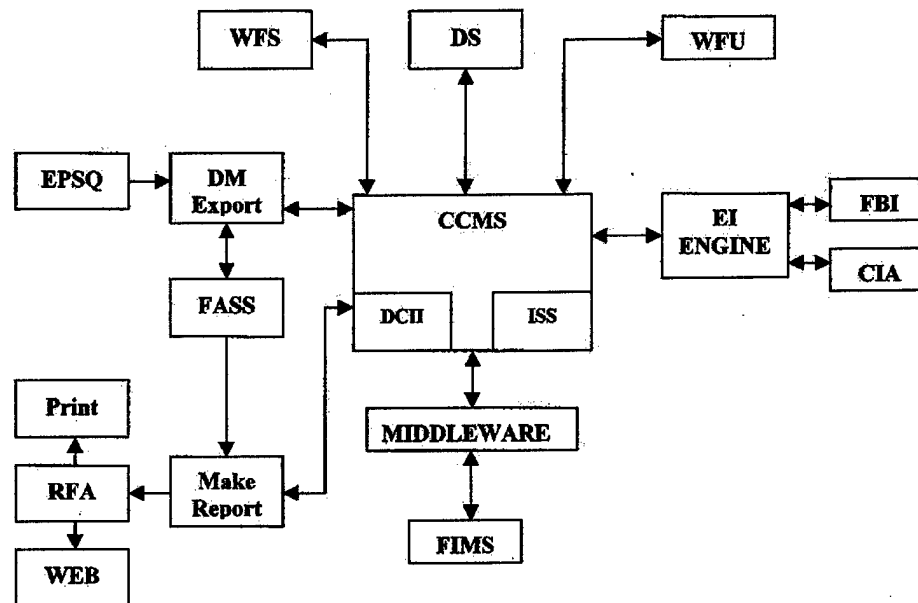 WFS
DS
WFU
EPSQ
DM
Export
CCMS
EI
ENGINE
FBI
CIA
FASS
DCII
ISS
Print
MIDDLEWARE
RFA
Make
Report
FIMS
WEB